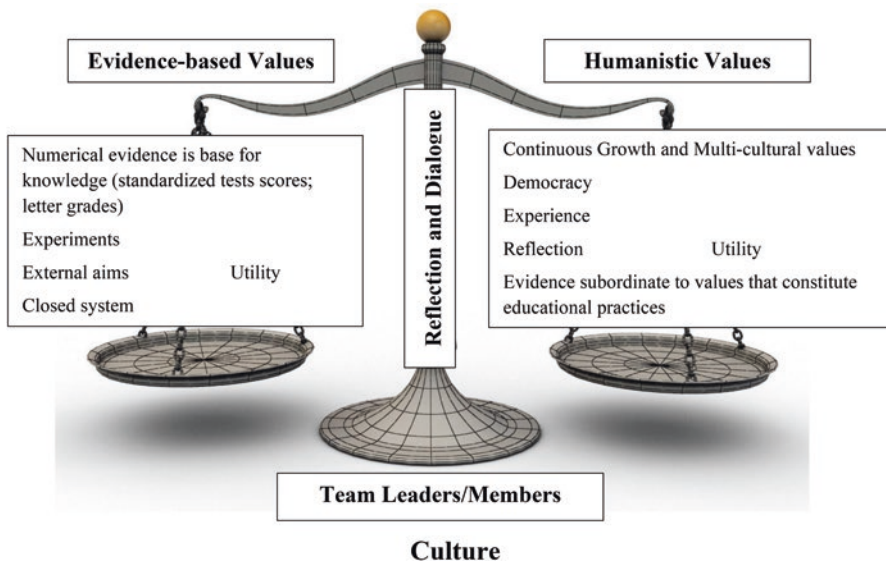 Evidence-based Values
Humanistic Values
Numerical evidence is base for
knowledge (standardized tests scores;
letter grades)
Experiments
External aims Utility
Closed system
Reflection and Dialogue
Continuous Growth and Multi-cultural values
Democracy
Experience
Reflection Utility
Evidence subordinate to values that constitute
educational practices
Team Leaders/Members
Culture